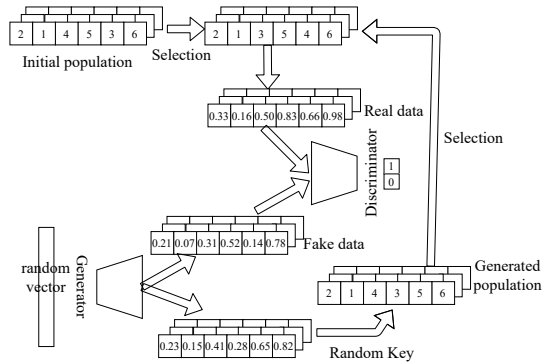 2 1 4 5 3 6
2 1 3 5 4 6
Initial population
Selection
0.33 0.16 0.50 0.83 0.66 0.98
Real data
Selection
Discriminator
1
0
0.21 0.07 0.31 0.52 0.14 0.78
Fake data
random
vector
Generator
Generated
population
2 1 4 3 5 6
0.23 0.15 0.41 0.28 0.65 0.82
Random Key